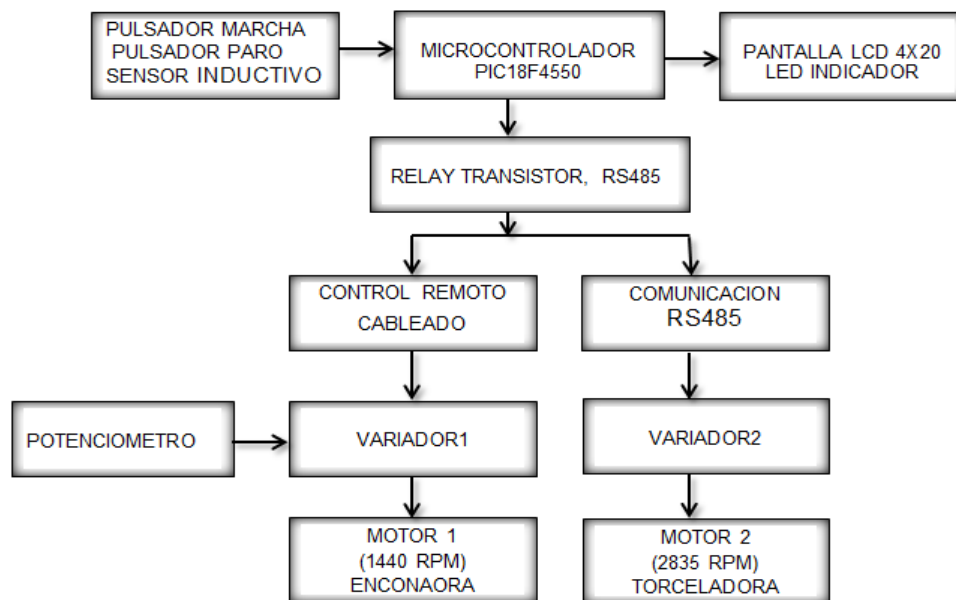 PULSADOR MARCHA
PULSADOR PARO
SENSOR INDUCTIVO
MICROCONTROLADOR
PIC18F4550
PANTALLA LCD 4X20
LED INDICADOR
RELAY TRANSISTOR, RS485
CONTROL REMOTO
CABLEADO
COMUNICACION
RS485
POTENCIOMETRO
VARIADOR1
VARIADOR2
MOTOR 1
(1440 RPM)
ENCONAORA
MOTOR 2
(2835 RPM)
TORCELADORA